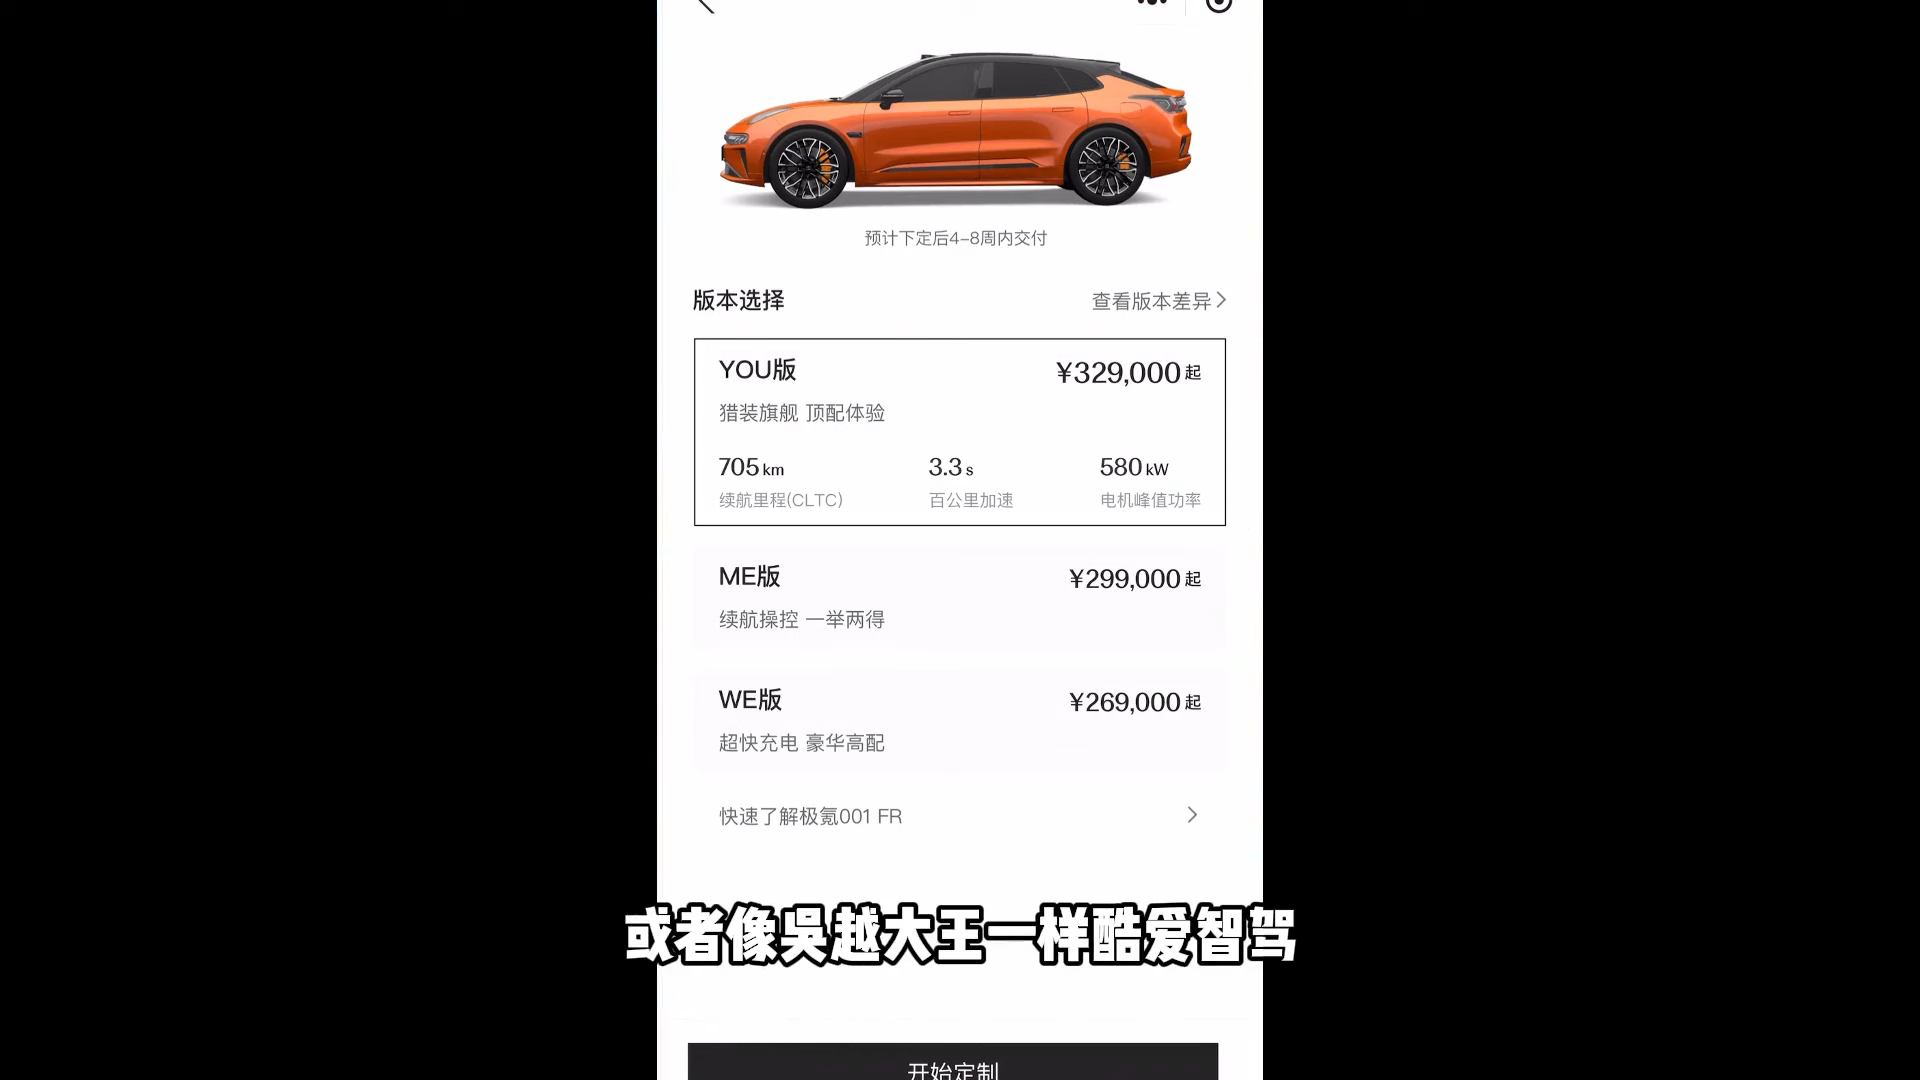 预计下定后4-8周内交付
版本选择
查看版本差异
YOU版
¥329,000起
猎装旗舰 顶配体验
705km
3.3s
580kW
续航里程(CLTC)
百公里加速
电机峰值功率
ME版
¥299,000起
续航操控 一举两得
WE版
¥269,000起
超快充电 豪华高配
快速了解极氪001 FR
或者像吳越大王一样酷爱智驾
开始定制